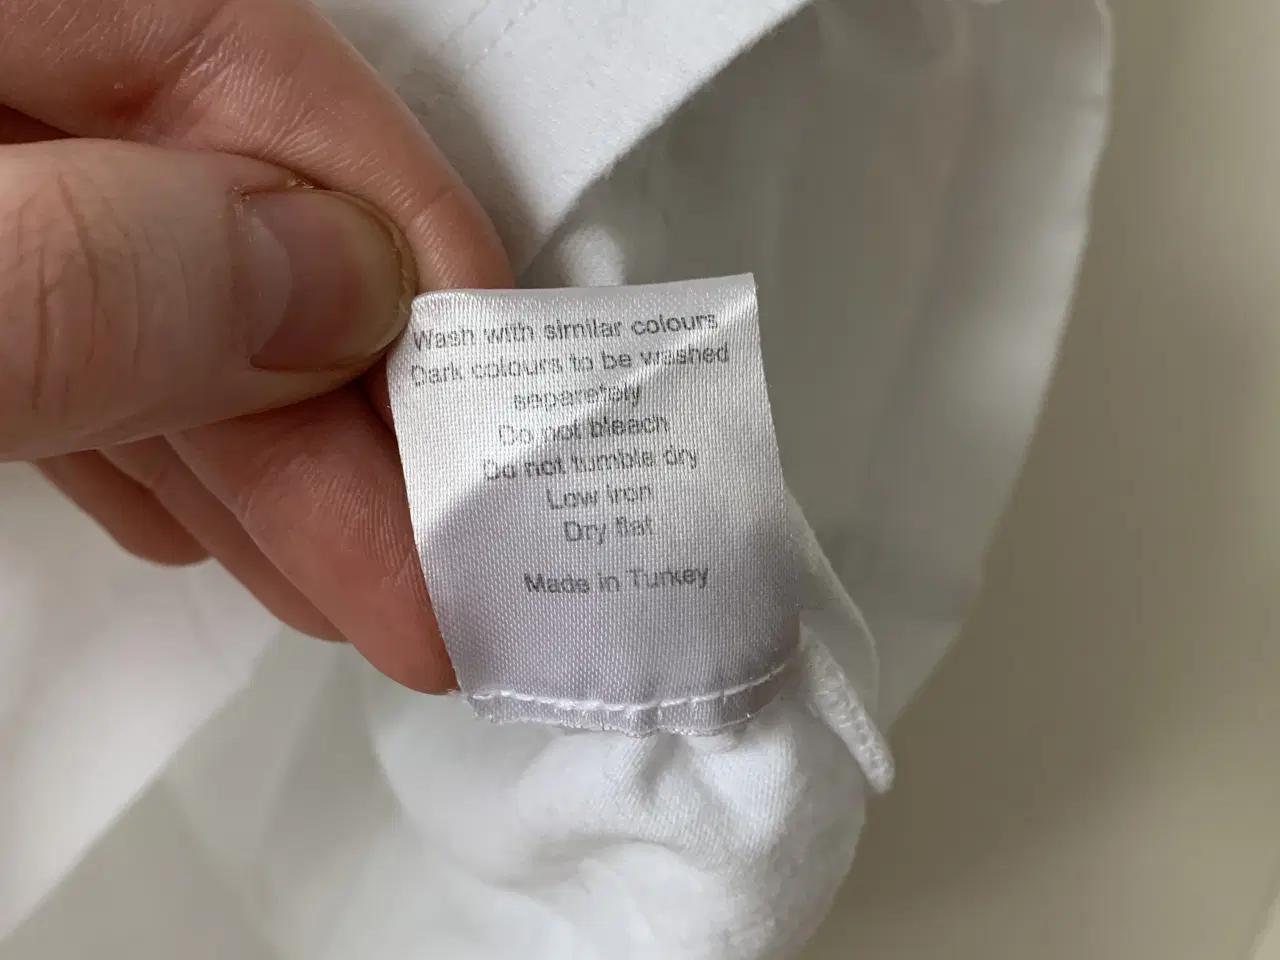 Wash with similar colours
Dark colours to be washed
separately
Do not bleach
Do not tumble dry
Low iron
Dry flat
Made in Turkey